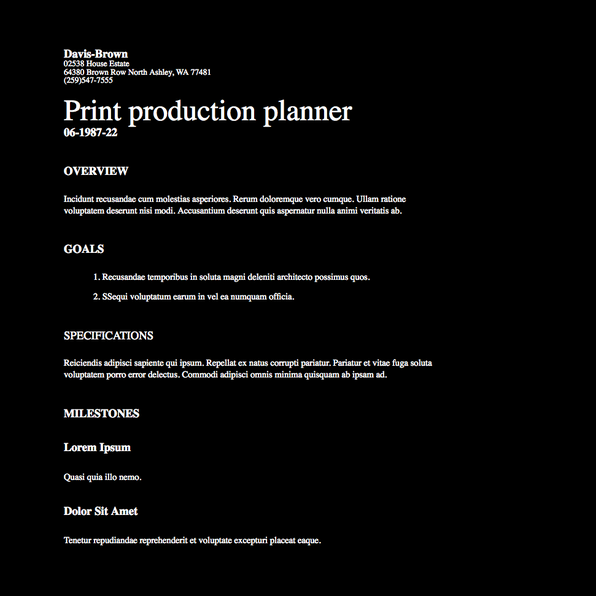 Davis-Brown
02538 House Estate
64380 Brown Row North Ashley, WA 77481
(259)547-7555
Print production planner
06-1987-22
OVERVIEW
Incidunt recusandae cum molestias asperiores. Rerum doloremque vero cumque. Ullam ratione
voluptatem deserunt nisi modi. Accusantium deserunt quis aspernatur nulla animi veritatis ab.
GOALS
1. Recusandae temporibus in soluta magni deleniti architecto possimus quos.
2. SSequi voluptatum earum in vel ea numquam officia.
SPECIFICATIONS
Reiciendis adipisci sapiente qui ipsum. Repellat ex natus corrupti pariatur. Pariatur et vitae fuga soluta
voluptatem porro error delectus. Commodi adipisci omnis minima quisquam ab ipsam ad.
MILESTONES
Lorem Ipsum
Quasi quia illo nemo.
Dolor Sit Amet
Tenetur repudiandae reprehenderit et voluptate excepturi placeat eaque.